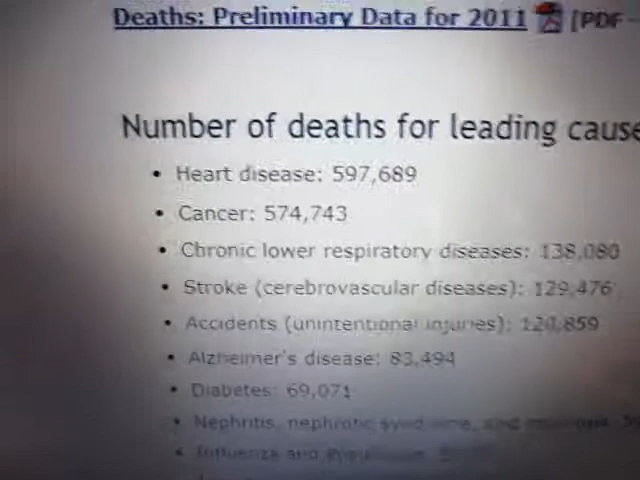 Deaths: Preliminary Data for 2011 [PDF -
Number of deaths for leading cause
• Heart disease: 597,689
• Cancer: 574,743
• Chronic lower respiratory diseases: 138,080
• Stroke (cerebrovascular diseases): 129,476
• Accidents (unintentional injuries): 120,859
• Alzheimer's disease: 83,494
• Diabetes: 69,071
• Nephritis, nephrotic syndrome, and
• Influenza and